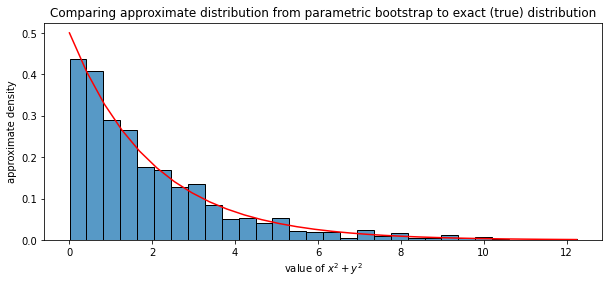 Comparing approximate distribution from parametric bootstrap to exact (true) distribution
approximate density
0.5
0.4
0.3
0.2
0.1
0.0
0 2 4 6 8 10 12
value of x² + y²